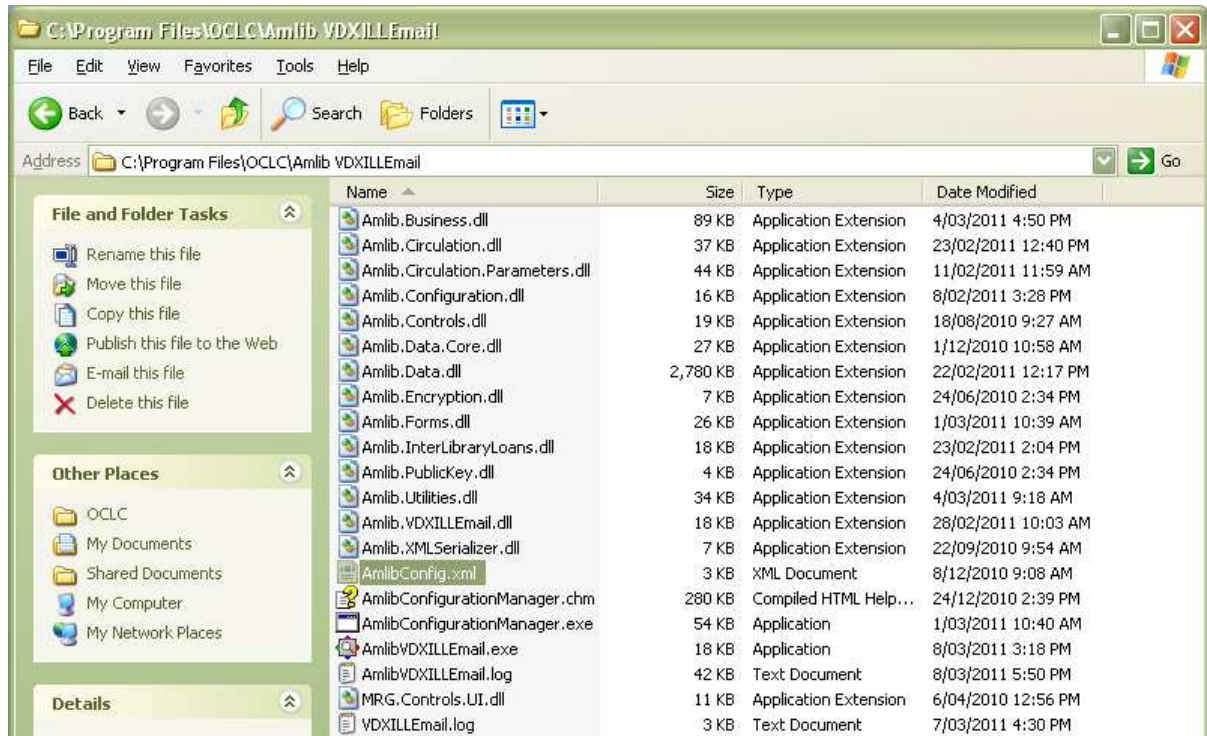 C:\Program Files\OCLC\Amlib VDXILLEmail
File Edit View Favorites Tools Help
Back Search Folders
Address C:\Program Files\OCLC\Amlib VDXILLEmail Go
File and Folder Tasks
Rename this file
Move this file
Copy this file
Publish this file to the Web
E-mail this file
Delete this file
Other Places
OCLC
My Documents
Shared Documents
My Computer
My Network Places
Details
Name Size Type Date Modified
Amlib.Business.dll 89 KB Application Extension 4/03/2011 4:50 PM
Amlib.Circulation.dll 37 KB Application Extension 23/02/2011 12:40 PM
Amlib.Circulation.Parameters.dll 44 KB Application Extension 11/02/2011 11:59 AM
Amlib.Configuration.dll 16 KB Application Extension 8/02/2011 3:28 PM
Amlib.Controls.dll 19 KB Application Extension 18/08/2010 9:27 AM
Amlib.Data.Core.dll 27 KB Application Extension 1/12/2010 10:58 AM
Amlib.Data.dll 2,780 KB Application Extension 22/02/2011 12:17 PM
Amlib.Encryption.dll 7 KB Application Extension 24/06/2010 2:34 PM
Amlib.Forms.dll 26 KB Application Extension 1/03/2011 10:39 AM
Amlib.InterLibraryLoans.dll 18 KB Application Extension 23/02/2011 2:04 PM
Amlib.PublicKey.dll 4 KB Application Extension 24/06/2010 2:34 PM
Amlib.Utilities.dll 34 KB Application Extension 4/03/2011 9:18 AM
Amlib.VDXILLEmail.dll 18 KB Application Extension 28/02/2011 10:03 AM
Amlib.XMLSerializer.dll 7 KB Application Extension 22/09/2010 9:54 AM
AmlibConfig.xml 3 KB XML Document 8/12/2010 9:08 AM
AmlibConfigurationManager.chm 280 KB Compiled HTML Help... 24/12/2010 2:39 PM
AmlibConfigurationManager.exe 54 KB Application 1/03/2011 10:40 AM
AmlibVDXILLEmail.exe 18 KB Application 8/03/2011 3:18 PM
AmlibVDXILLEmail.log 42 KB Text Document 8/03/2011 5:50 PM
MRG.Controls.UI.dll 11 KB Application Extension 6/04/2010 12:56 PM
VDXILLEmail.log 3 KB Text Document 7/03/2011 4:30 PM